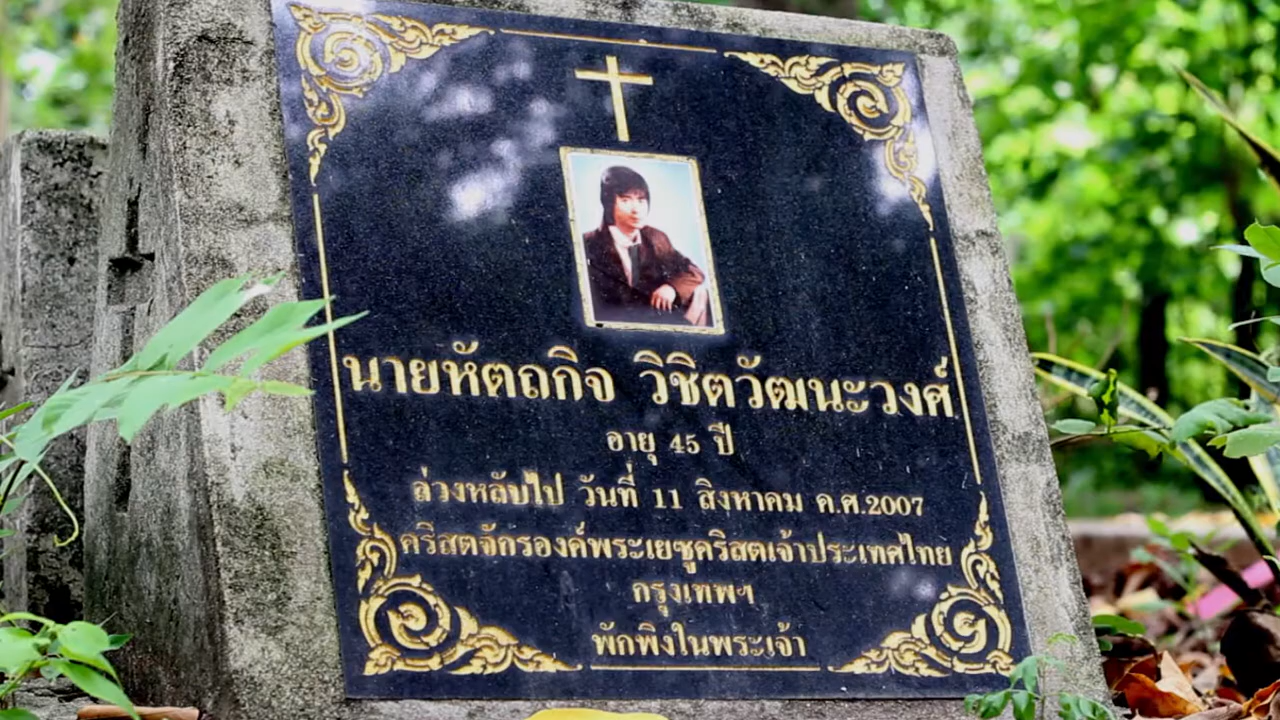 นายหัตถกิจ วิชิตวัฒนะวงศ์
อายุ 45 ปี
ล่วงหลับไป วันที่ 11 สิงหาคม ค.ศ.2007
คริสตจักรองค์พระเยซูคริสตเจ้าประเทศไทย
กรุงเทพฯ
พักพิงในพระเจ้า